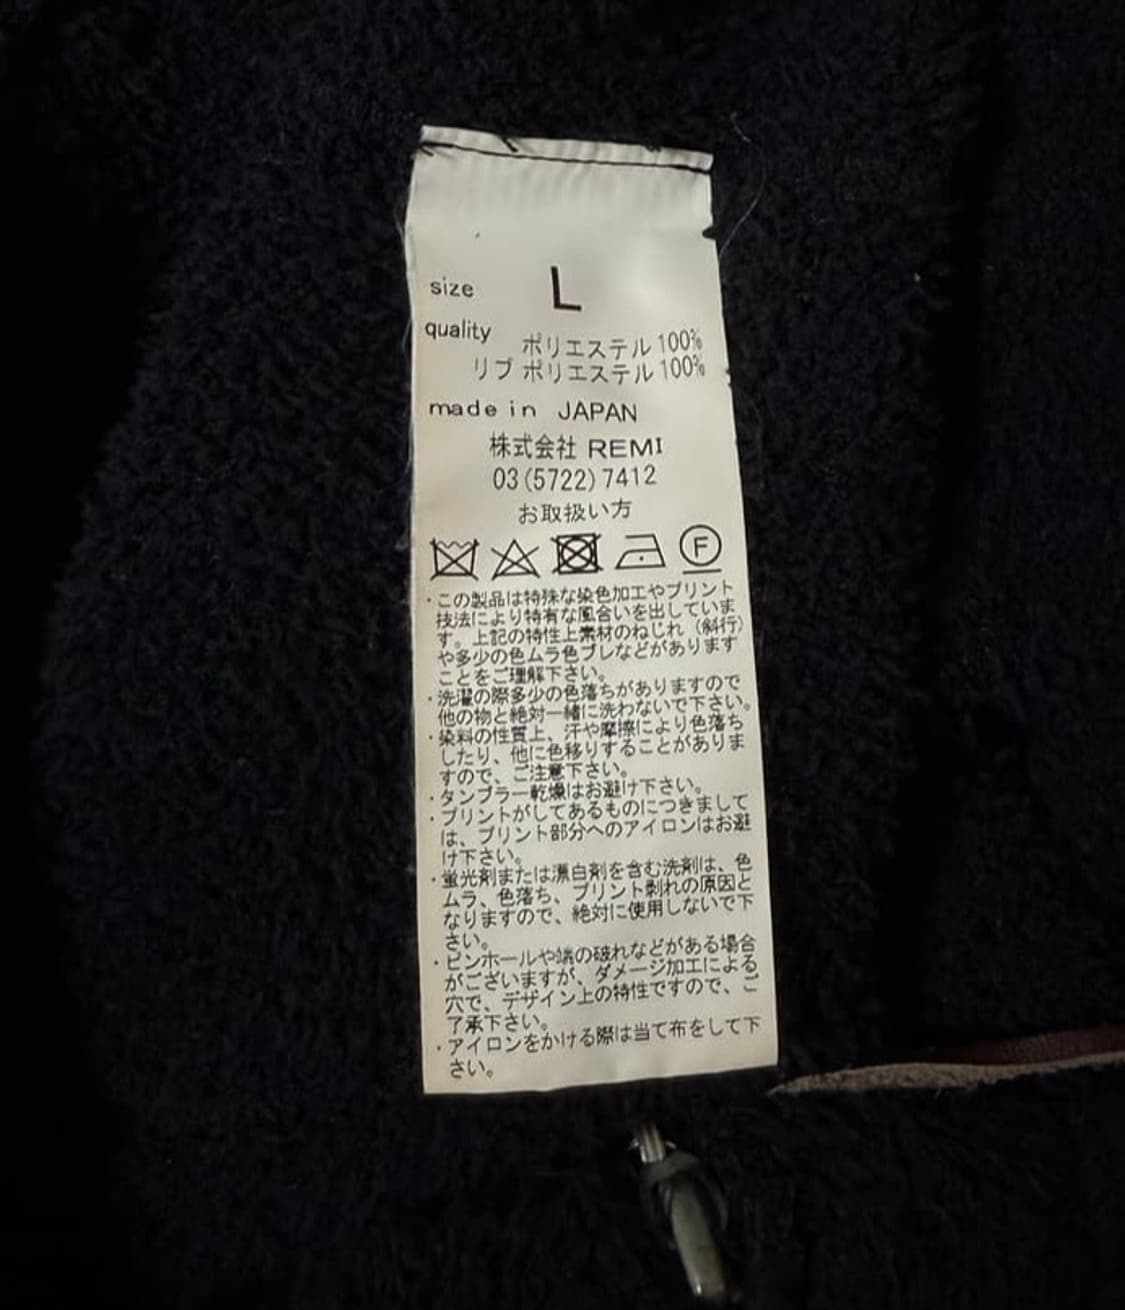 size L
quality
ポリエステル 100%
リブ ポリエステル 100%
made in JAPAN
株式会社 REMI
03(5722)7412
お取扱い方
F
・この製品は特殊な染色加工やプリント
技法により特有な風合いを出していま
す。上記の特性上素材のねじれ（斜行）
や多少の色ムラ色ブレなどがあります
ことをご理解下さい。
・洗濯の際多少の色落ちがありますので
他の物と絶対一緒に洗わないで下さい。
・染料の性質上、汗や摩擦により色落ち
したり、他に色移りすることがありま
すので、ご注意下さい。
・タンブラー乾燥はお避け下さい。
・プリントがしてあるものにつきまして
は、プリント部分へのアイロンはお避
け下さい。
・蛍光剤または漂白剤を含む洗剤は、色
ムラ、色落ち、プリント剥れの原因と
なりますので、絶対に使用しないで下
さい。
・ピンホールや端の破れなどがある場合
がございますが、ダメージ加工による
穴で、デザイン上の特性ですので、ご
了承下さい。
・アイロンをかける際は当て布をして下
さい。